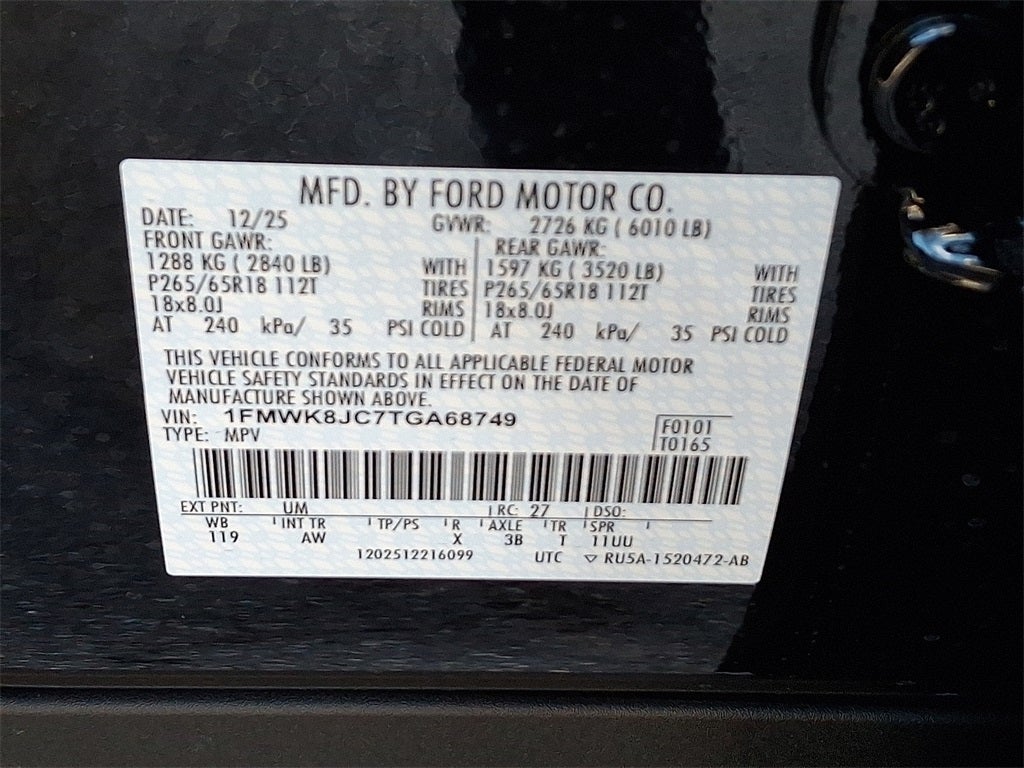 MFD. BY FORD MOTOR CO.
DATE: 12/25 GVWR: 2726 KG ( 6010 LB)
FRONT GAWR: REAR GAWR:
1288 KG ( 2840 LB) WITH 1597 KG ( 3520 LB) WITH
P265/65R18 112T TIRES P265/65R18 112T TIRES
18x8.0J RIMS 18x8.0J RIMS
AT 240 kPa/ 35 PSI COLD AT 240 kPa/ 35 PSI COLD
THIS VEHICLE CONFORMS TO ALL APPLICABLE FEDERAL MOTOR
VEHICLE SAFETY STANDARDS IN EFFECT ON THE DATE OF
MANUFACTURE SHOWN ABOVE.
VIN: 1FMWK8JC7TGA68749 F0101
TYPE: MPV T0165
EXT PNT: UM RC: 27 DSO:
WB INT TR TP/PS R AXLE TR SPR
119 AW X 3B T 11UU
1202512216099 UTC ▽ RU5A-1520472-AB